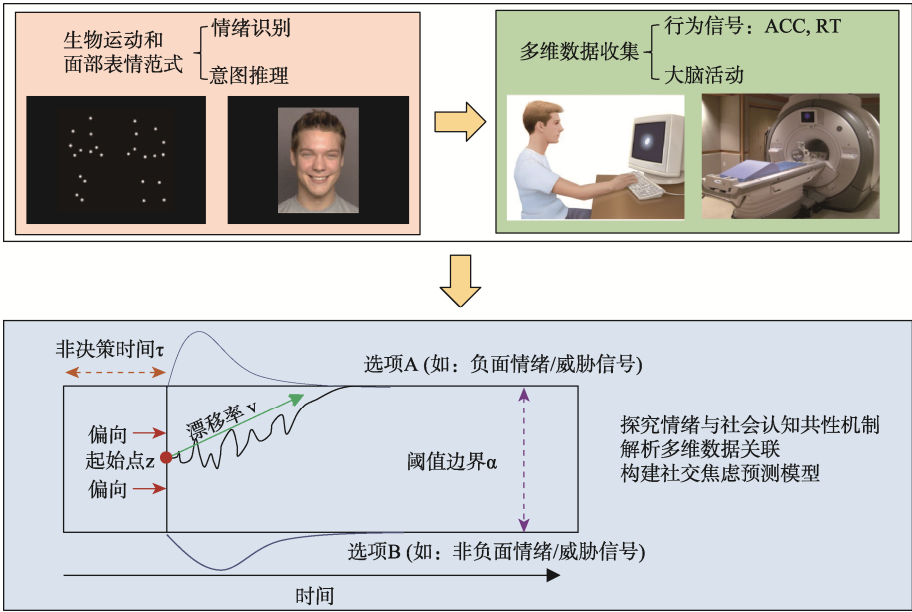 生物运动和
面部表情范式
情绪识别
意图推理
多维数据收集
行为信号：ACC, RT
大脑活动
非决策时间τ
选项A (如：负面情绪/威胁信号)
漂移率 v
偏向
起始点z
偏向
阈值边界α
探究情绪与社会认知共性机制
解析多维数据关联
构建社交焦虑预测模型
选项B (如：非负面情绪/威胁信号)
时间